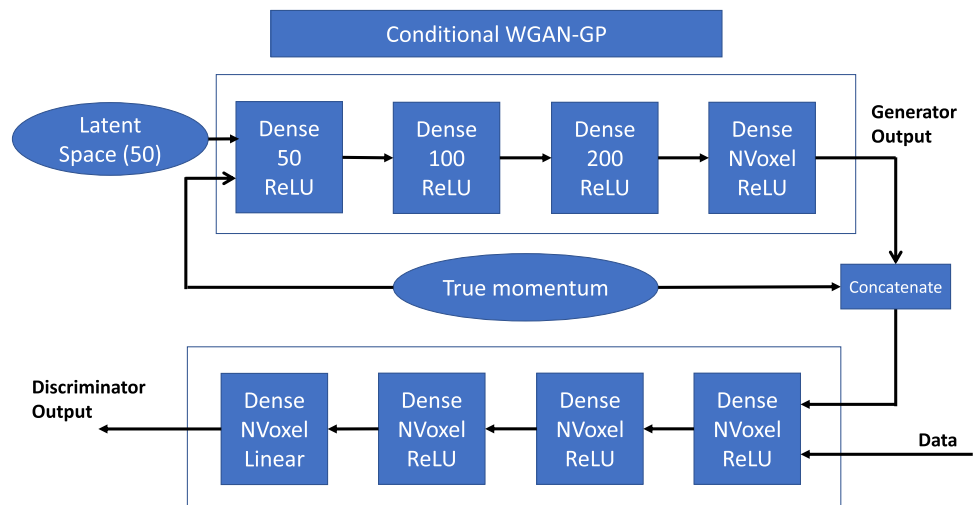 Conditional WGAN-GP
Latent
Space (50)
Dense
50
ReLU
Dense
100
ReLU
Dense
200
ReLU
Dense
NVoxel
ReLU
Generator
Output
True momentum
Concatenate
Discriminator
Output
Dense
NVoxel
Linear
Dense
NVoxel
ReLU
Dense
NVoxel
ReLU
Dense
NVoxel
ReLU
Data